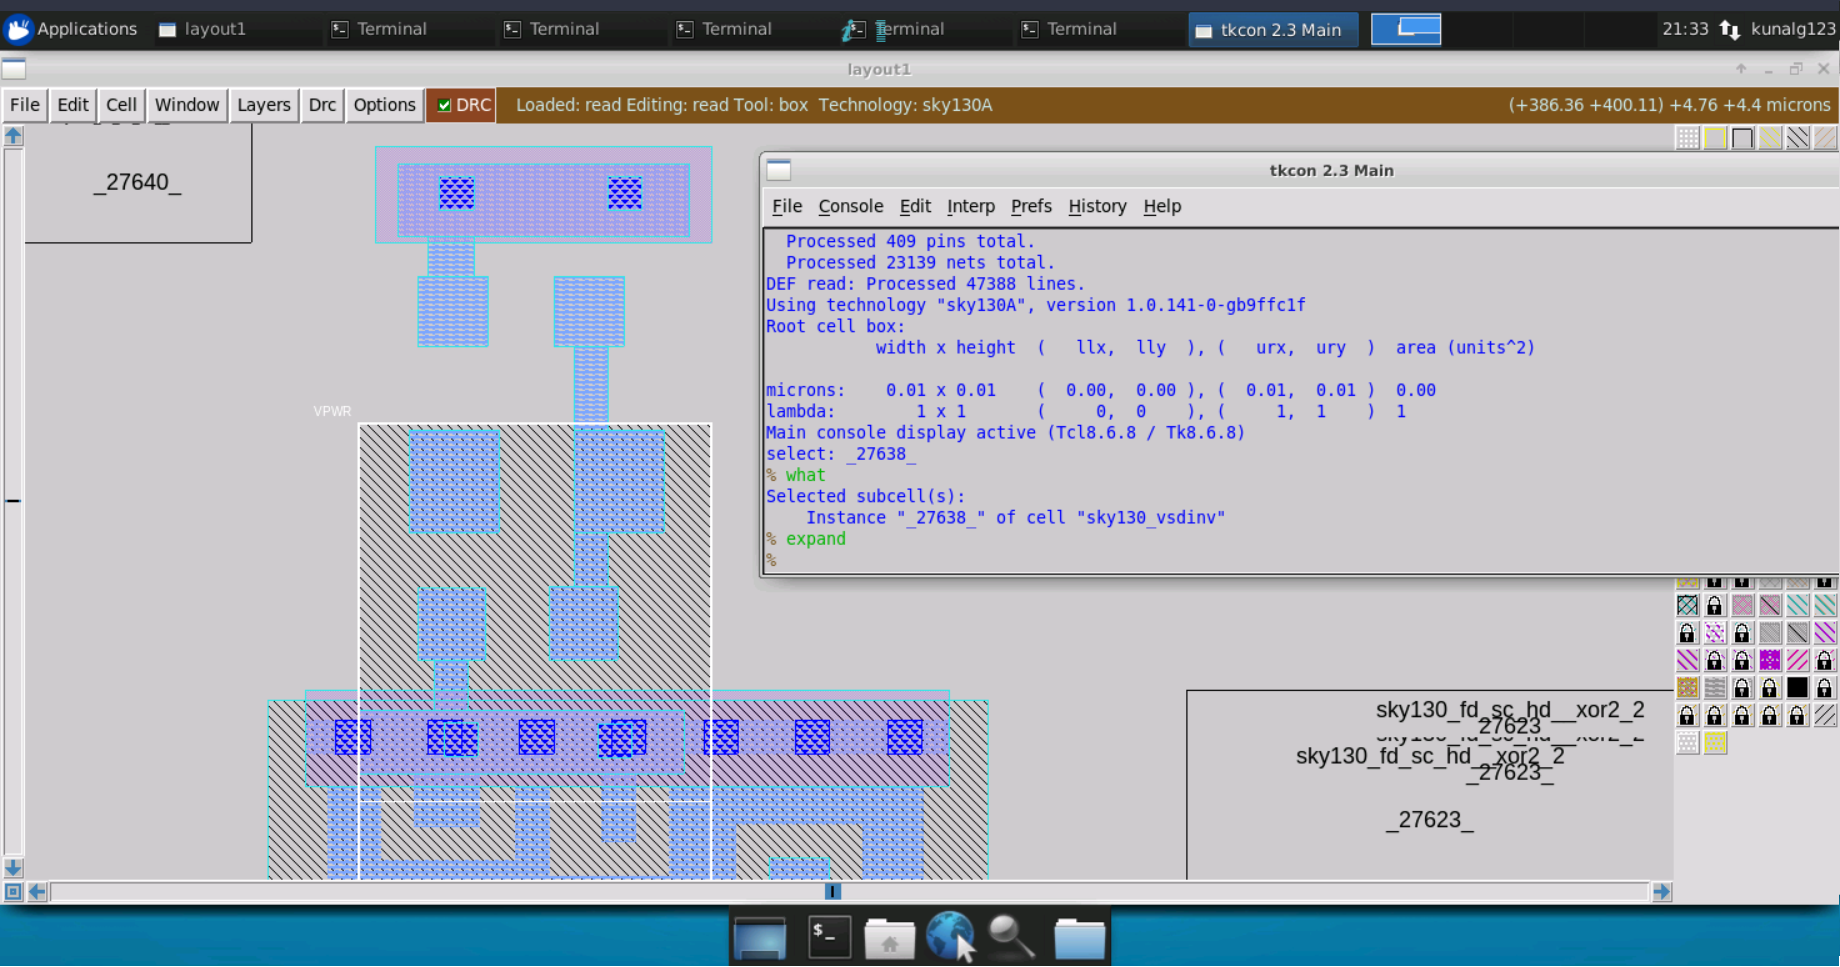 Applications layout1 Terminal Terminal Terminal Terminal Terminal tkcon 2.3 Main 21:33 kunalg123
layout1
File Edit Cell Window Layers Drc Options DRC Loaded: read Editing: read Tool: box Technology: sky130A (+386.36 +400.11) +4.76 +4.4 microns
_27640_
VPWR
tkcon 2.3 Main
File Console Edit Interp Prefs History Help
Processed 409 pins total.
Processed 23139 nets total.
DEF read: Processed 47388 lines.
Using technology "sky130A", version 1.0.141-0-gb9ffc1f
Root cell box:
width x height ( llx, lly ), ( urx, ury ) area (units^2)
microns: 0.01 x 0.01 ( 0.00, 0.00 ), ( 0.01, 0.01 ) 0.00
lambda: 1 x 1 ( 0, 0 ), ( 1, 1 ) 1
Main console display active (Tcl8.6.8 / Tk8.6.8)
select: _27638_
% what
Selected subcell(s):
Instance "_27638_" of cell "sky130_vsdinv"
% expand
%
sky130_fd_sc_hd__xor2_2
_27623_
sky130_fd_sc_hd__xor2_2
sky130_fd_sc_hd__xor2_2
_27623_
_27623_